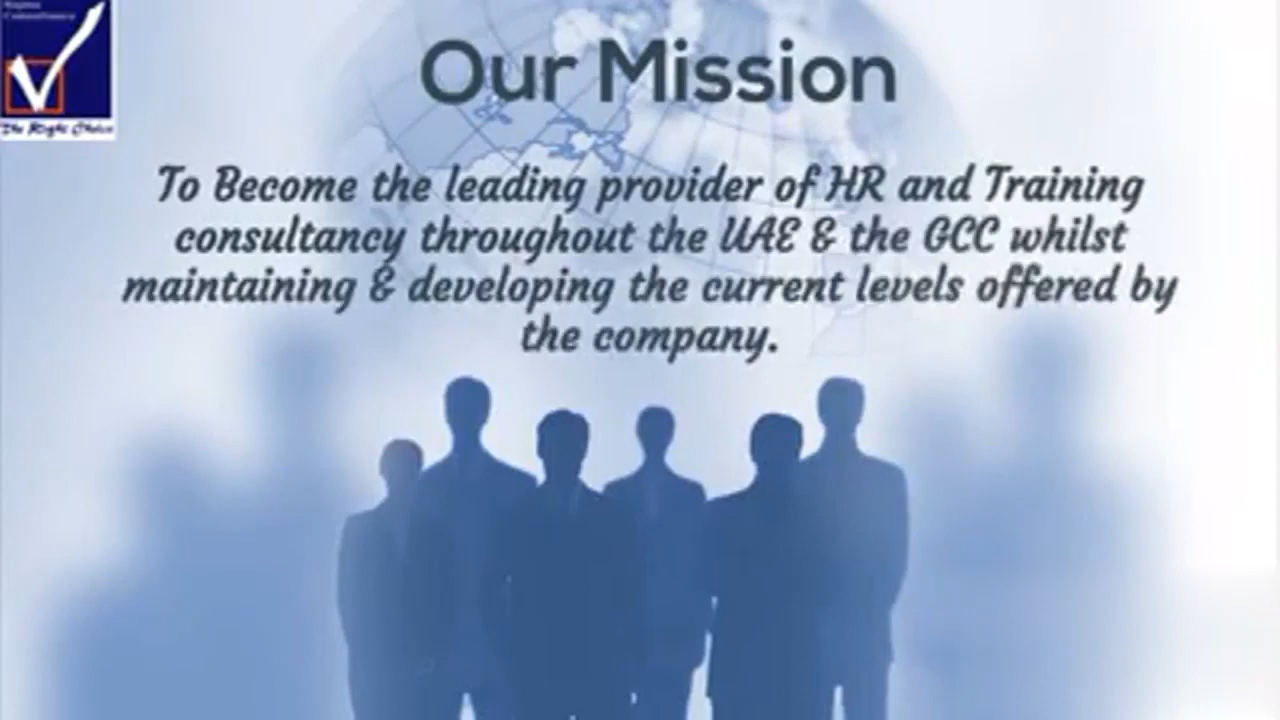 The Right Choice
Our Mission
To Become the leading provider of HR and Training
consultancy throughout the UAE & the GCC whilst
maintaining & developing the current levels offered by
the company.